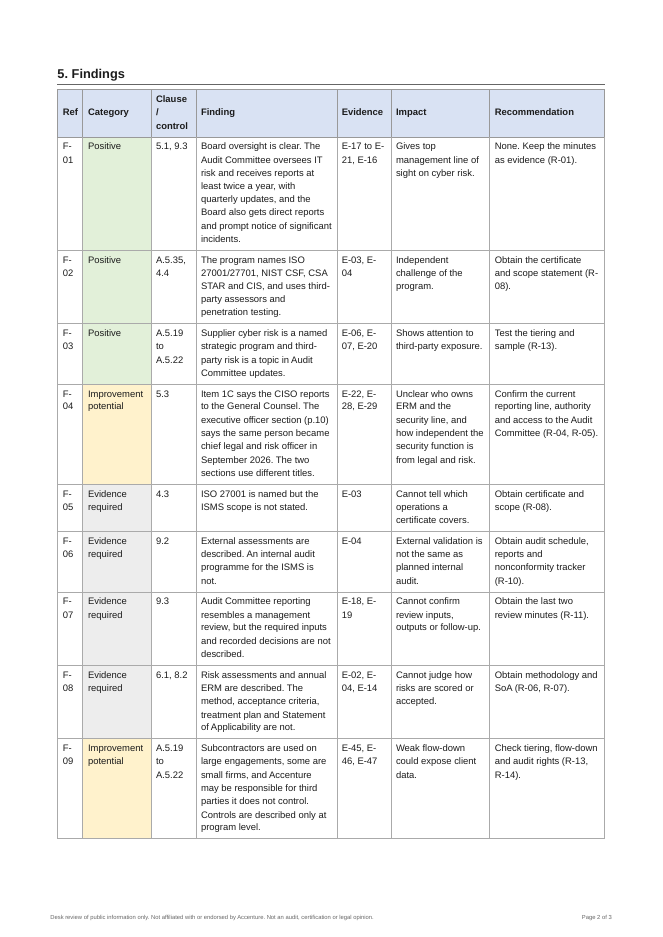 5. Findings
Ref Category Clause / control Finding Evidence Impact Recommendation
F-01 Positive 5.1, 9.3 Board oversight is clear. The Audit Committee oversees IT risk and receives reports at least twice a year, with quarterly updates, and the Board also gets direct reports and prompt notice of significant incidents. E-17 to E-21, E-16 Gives top management line of sight on cyber risk. None. Keep the minutes as evidence (R-01).
F-02 Positive A.5.35, 4.4 The program names ISO 27001/27701, NIST CSF, CSA STAR and CIS, and uses third-party assessors and penetration testing. E-03, E-04 Independent challenge of the program. Obtain the certificate and scope statement (R-08).
F-03 Positive A.5.19 to A.5.22 Supplier cyber risk is a named strategic program and third-party risk is a topic in Audit Committee updates. E-06, E-07, E-20 Shows attention to third-party exposure. Test the tiering and sample (R-13).
F-04 Improvement potential 5.3 Item 1C says the CISO reports to the General Counsel. The executive officer section (p.10) says the same person became chief legal and risk officer in September 2026. The two sections use different titles. E-22, E-28, E-29 Unclear who owns ERM and the security line, and how independent the security function is from legal and risk. Confirm the current reporting line, authority and access to the Audit Committee (R-04, R-05).
F-05 Evidence required 4.3 ISO 27001 is named but the ISMS scope is not stated. E-03 Cannot tell which operations a certificate covers. Obtain certificate and scope (R-08).
F-06 Evidence required 9.2 External assessments are described. An internal audit programme for the ISMS is not. E-04 External validation is not the same as planned internal audit. Obtain audit schedule, reports and nonconformity tracker (R-10).
F-07 Evidence required 9.3 Audit Committee reporting resembles a management review, but the required inputs and recorded decisions are not described. E-18, E-19 Cannot confirm review inputs, outputs or follow-up. Obtain the last two review minutes (R-11).
F-08 Evidence required 6.1, 8.2 Risk assessments and annual ERM are described. The method, acceptance criteria, treatment plan and Statement of Applicability are not. E-02, E-04, E-14 Cannot judge how risks are scored or accepted. Obtain methodology and SoA (R-06, R-07).
F-09 Improvement potential A.5.19 to A.5.22 Subcontractors are used on large engagements, some are small firms, and Accenture may be responsible for third parties it does not control. Controls are described only at program level. E-45, E-46, E-47 Weak flow-down could expose client data. Check tiering, flow-down and audit rights (R-13, R-14).
Desk review of public information only. Not affiliated with or endorsed by Accenture. Not an audit, certification or legal opinion. Page 2 of 3